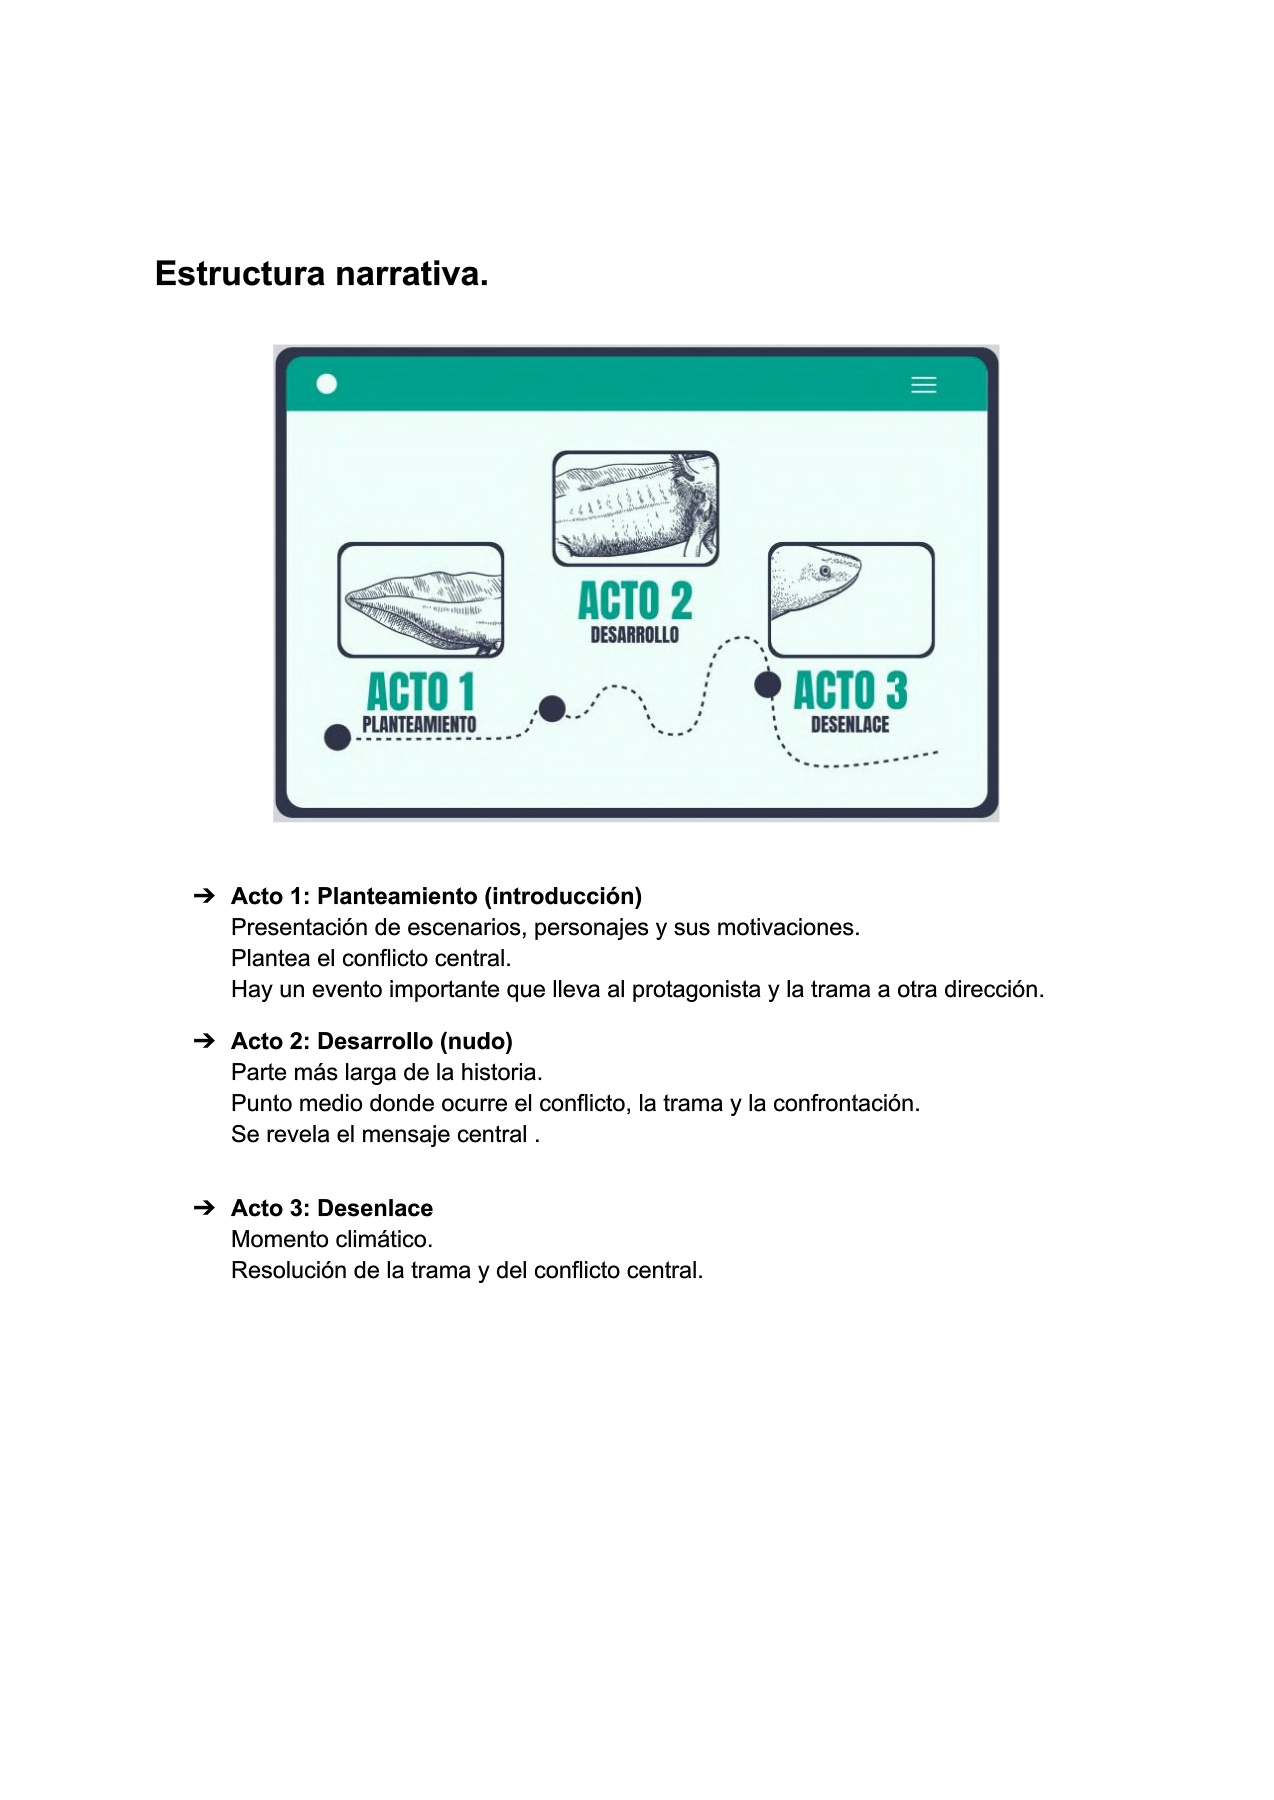 Estructura narrativa.
ACTO 1
PLANTEAMIENTO
ACTO 2
DESARROLLO
ACTO 3
DESENLACE
➔ Acto 1: Planteamiento (introducción)
Presentación de escenarios, personajes y sus motivaciones.
Plantea el conflicto central.
Hay un evento importante que lleva al protagonista y la trama a otra dirección.
➔ Acto 2: Desarrollo (nudo)
Parte más larga de la historia.
Punto medio donde ocurre el conflicto, la trama y la confrontación.
Se revela el mensaje central .
➔ Acto 3: Desenlace
Momento climático.
Resolución de la trama y del conflicto central.